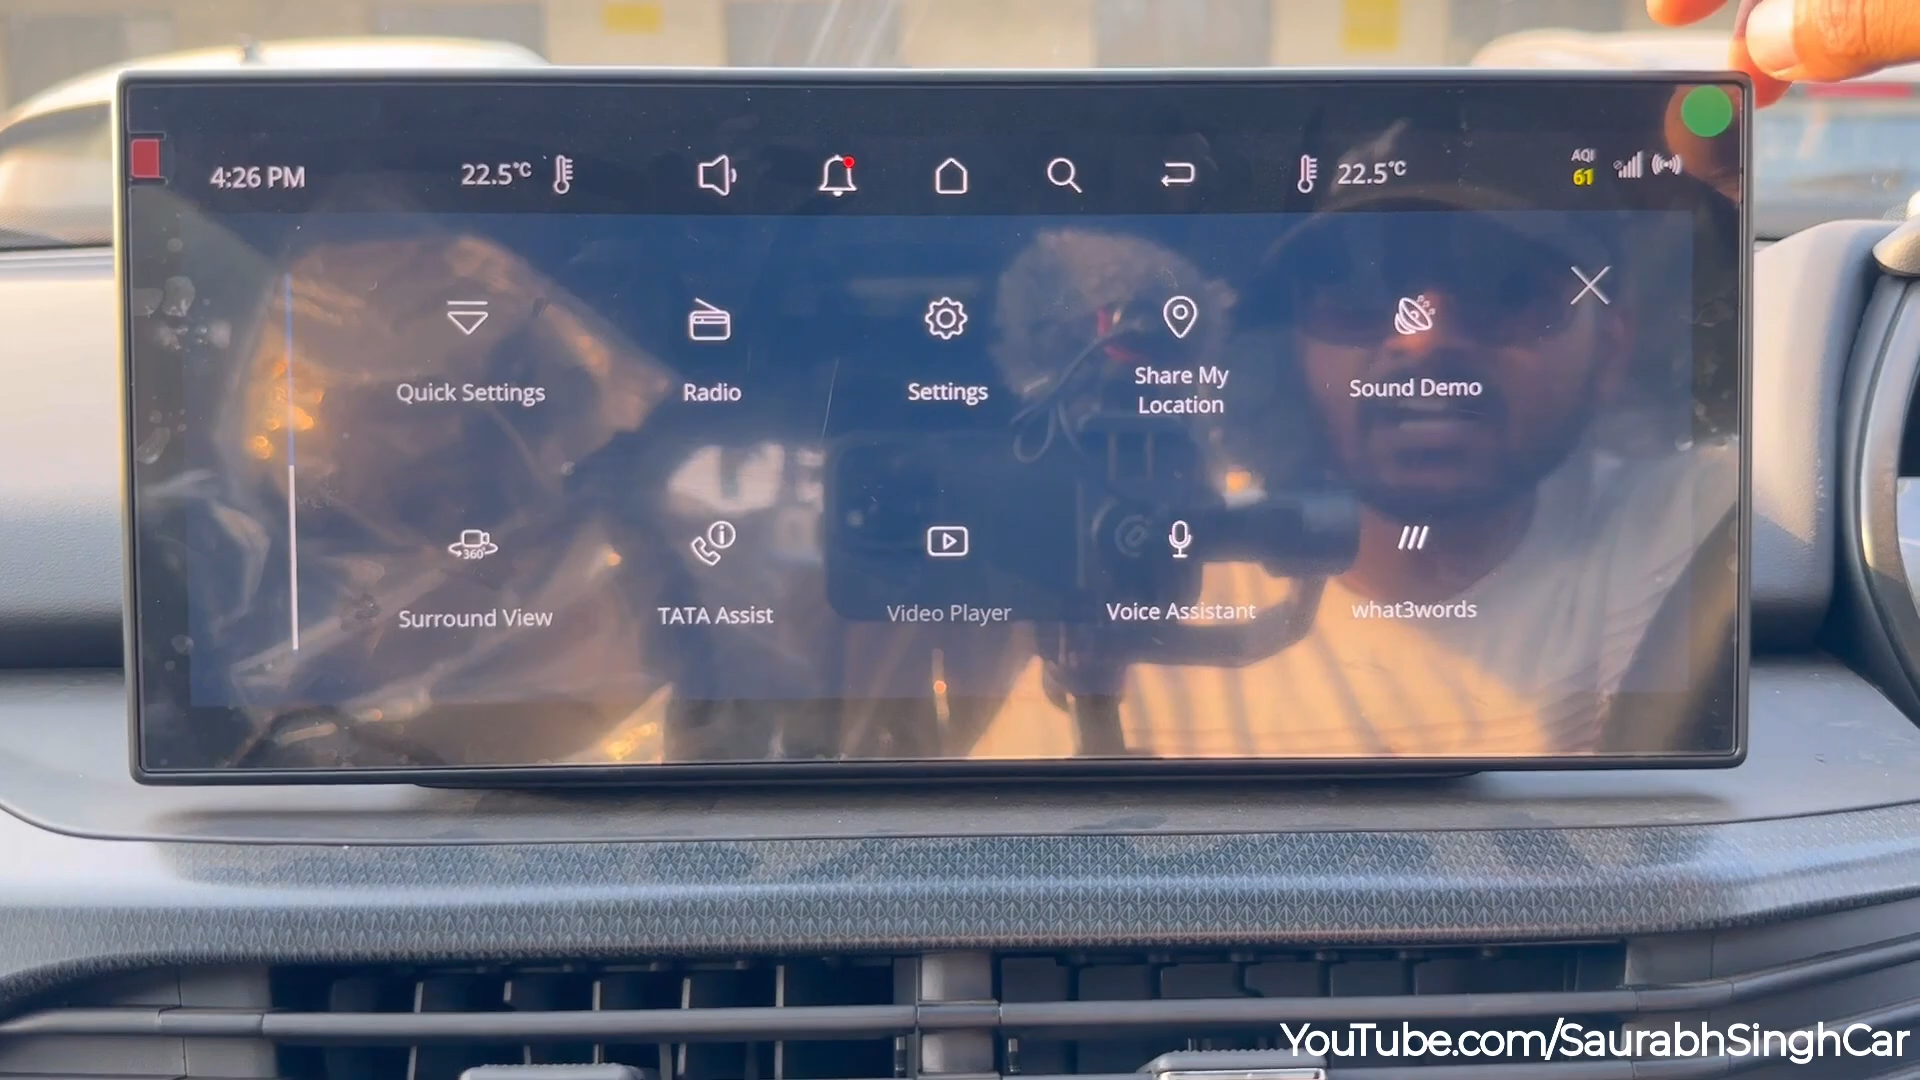 4:26 PM
22.5°C
22.5°C
AQI
61
Quick Settings
Radio
Settings
Share My
Location
Sound Demo
360°
Surround View
TATA Assist
Video Player
Voice Assistant
what3words
YouTube.com/SaurabhSinghCar